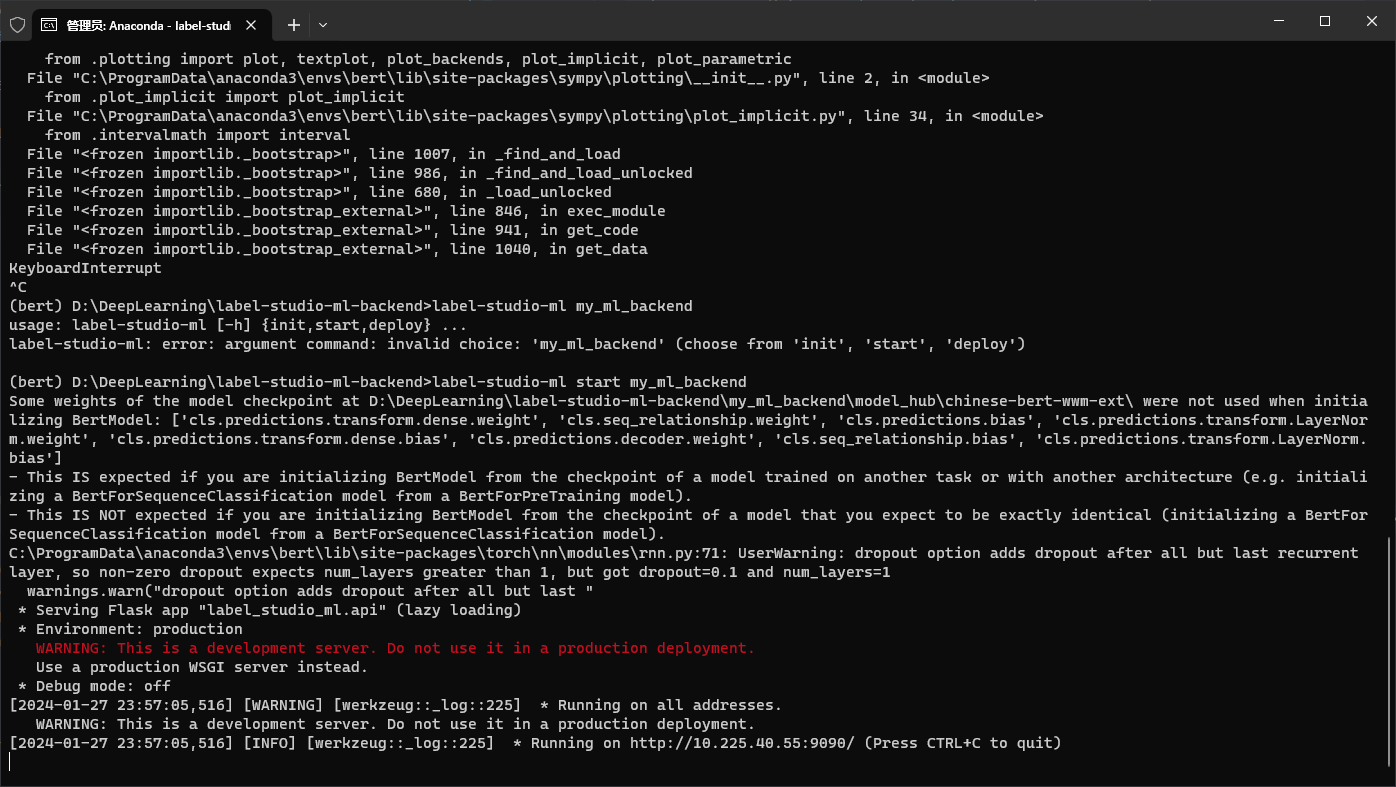 管理员: Anaconda - label-stud
from .plotting import plot, textplot, plot_backends, plot_implicit, plot_parametric
File "C:\ProgramData\anaconda3\envs\bert\lib\site-packages\sympy\plotting\__init__.py", line 2, in <module>
from .plot_implicit import plot_implicit
File "C:\ProgramData\anaconda3\envs\bert\lib\site-packages\sympy\plotting\plot_implicit.py", line 34, in <module>
from .intervalmath import interval
File "<frozen importlib._bootstrap>", line 1007, in _find_and_load
File "<frozen importlib._bootstrap>", line 986, in _find_and_load_unlocked
File "<frozen importlib._bootstrap>", line 680, in _load_unlocked
File "<frozen importlib._bootstrap_external>", line 846, in exec_module
File "<frozen importlib._bootstrap_external>", line 941, in get_code
File "<frozen importlib._bootstrap_external>", line 1040, in get_data
KeyboardInterrupt
^C
(bert) D:\DeepLearning\label-studio-ml-backend>label-studio-ml my_ml_backend
usage: label-studio-ml [-h] {init,start,deploy} ...
label-studio-ml: error: argument command: invalid choice: 'my_ml_backend' (choose from 'init', 'start', 'deploy')
(bert) D:\DeepLearning\label-studio-ml-backend>label-studio-ml start my_ml_backend
Some weights of the model checkpoint at D:\DeepLearning\label-studio-ml-backend\my_ml_backend\model_hub\chinese-bert-wwm-ext\ were not used when initia
lizing BertModel: ['cls.predictions.transform.dense.weight', 'cls.seq_relationship.weight', 'cls.predictions.bias', 'cls.predictions.transform.LayerNor
m.weight', 'cls.predictions.transform.dense.bias', 'cls.predictions.decoder.weight', 'cls.seq_relationship.bias', 'cls.predictions.transform.LayerNorm.
bias']
- This IS expected if you are initializing BertModel from the checkpoint of a model trained on another task or with another architecture (e.g. initiali
zing a BertForSequenceClassification model from a BertForPreTraining model).
- This IS NOT expected if you are initializing BertModel from the checkpoint of a model that you expect to be exactly identical (initializing a BertFor
SequenceClassification model from a BertForSequenceClassification model).
C:\ProgramData\anaconda3\envs\bert\lib\site-packages\torch\nn\modules\rnn.py:71: UserWarning: dropout option adds dropout after all but last recurrent
layer, so non-zero dropout expects num_layers greater than 1, but got dropout=0.1 and num_layers=1
warnings.warn("dropout option adds dropout after all but last "
* Serving Flask app "label_studio_ml.api" (lazy loading)
* Environment: production
WARNING: This is a development server. Do not use it in a production deployment.
Use a production WSGI server instead.
* Debug mode: off
[2024-01-27 23:57:05,516] [WARNING] [werkzeug::_log::225]  * Running on all addresses.
WARNING: This is a development server. Do not use it in a production deployment.
[2024-01-27 23:57:05,516] [INFO] [werkzeug::_log::225]  * Running on http://10.225.40.55:9090/ (Press CTRL+C to quit)